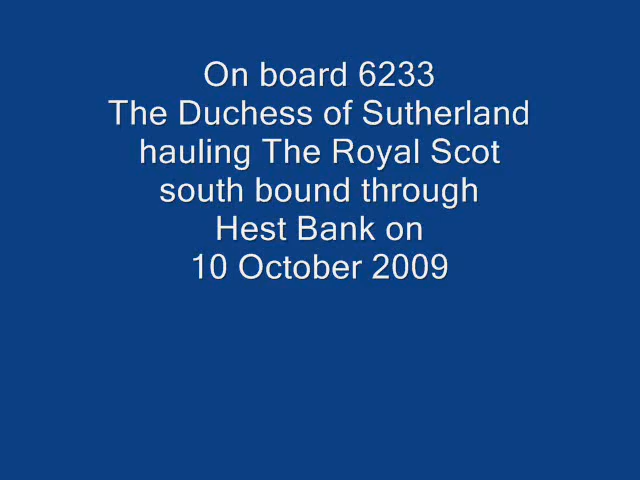 On board 6233
The Duchess of Sutherland
hauling The Royal Scot
south bound through
Hest Bank on
10 October 2009